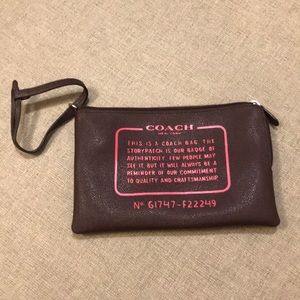 COACH
NEW YORK
THIS IS A COACH BAG. THE
STORYPATCH IS OUR BADGE OF
AUTHENTICITY. FEW PEOPLE MAY
SEE IT BUT IT WILL ALWAYS BE A
REMINDER OF OUR COMMITMENT
TO QUALITY AND CRAFTSMANSHIP.
Nº G1747-F22249